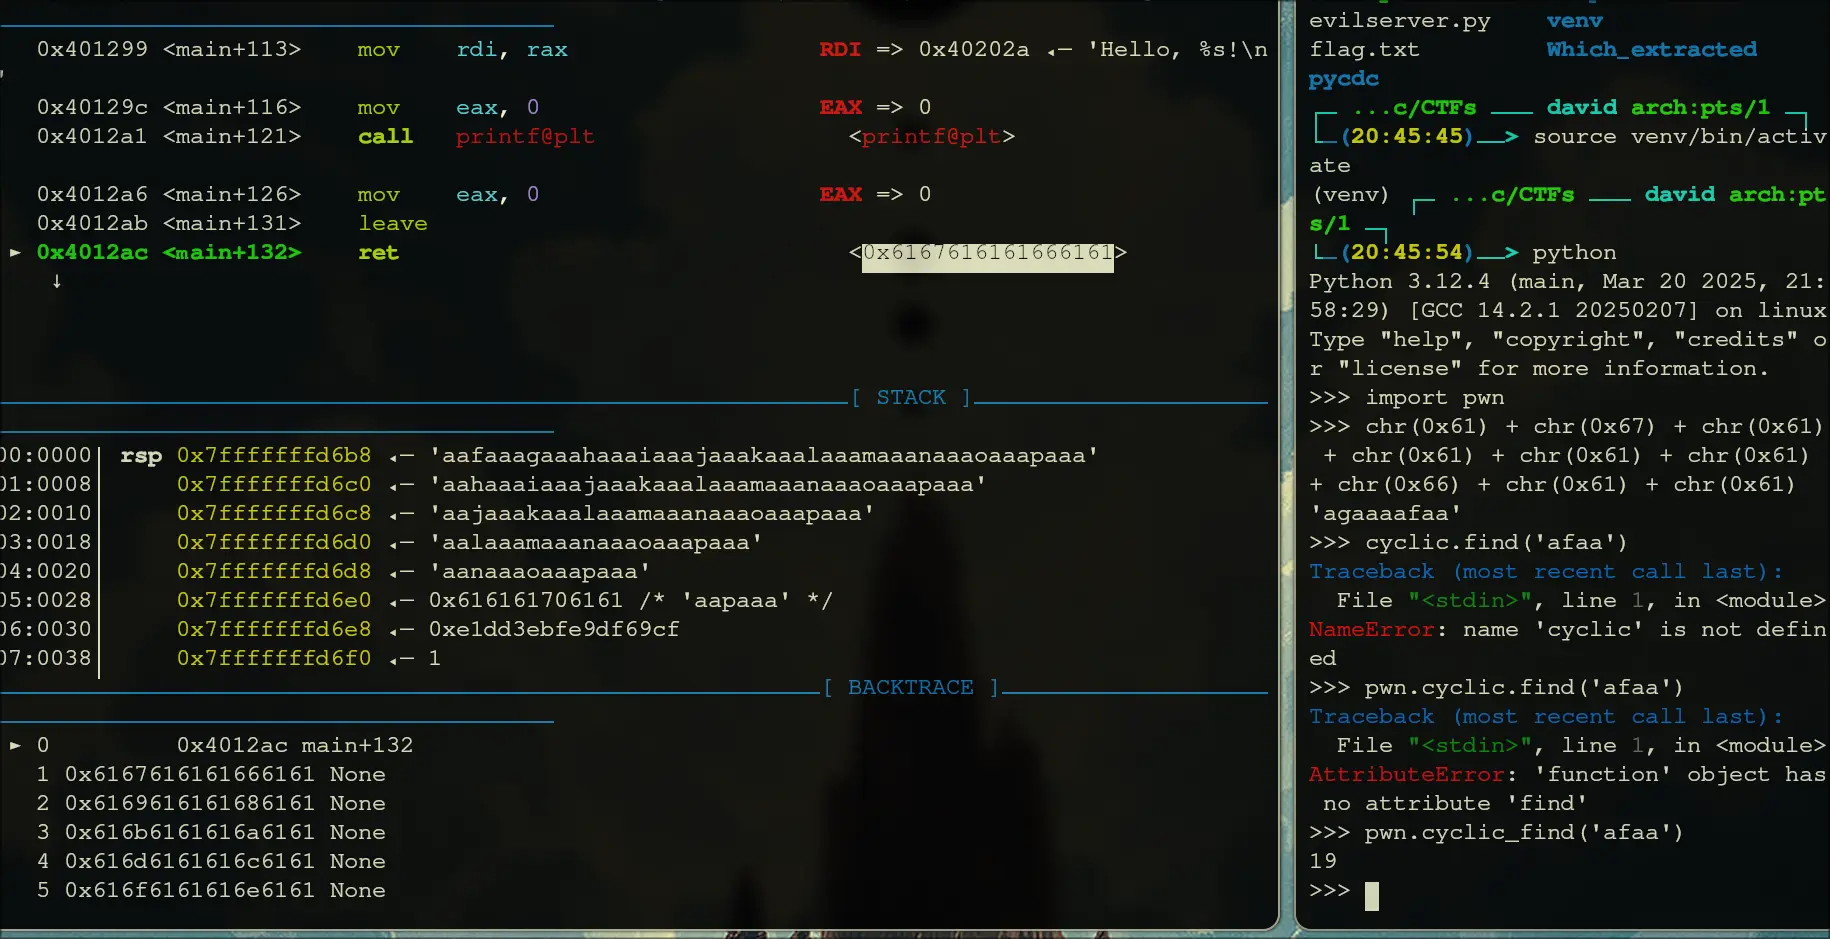 0x401299 <main+113>    mov    rdi, rax    RDI => 0x40202a ◂— 'Hello, %s!\n
'
0x40129c <main+116>    mov    eax, 0    EAX => 0
0x4012a1 <main+121>    call    printf@plt    <printf@plt>
0x4012a6 <main+126>    mov    eax, 0    EAX => 0
0x4012ab <main+131>    leave
► 0x4012ac <main+132>    ret    <0x6167616161666161>
↓
[ STACK ]
00:0000│ rsp 0x7fffffffd6b8 ◂— 'aafaaagaaahaaaiaaajaaakaaalaaamaaanaaaoaaapaaa'
01:0008│ 0x7fffffffd6c0 ◂— 'aahaaaiaaajaaakaaalaaamaaanaaaoaaapaaa'
02:0010│ 0x7fffffffd6c8 ◂— 'aajaaakaaalaaamaaanaaaoaaapaaa'
03:0018│ 0x7fffffffd6d0 ◂— 'aalaaamaaanaaaoaaapaaa'
04:0020│ 0x7fffffffd6d8 ◂— 'aanaaaoaaapaaa'
05:0028│ 0x7fffffffd6e0 ◂— 0x616161706161 /* 'aapaaa' */
06:0030│ 0x7fffffffd6e8 ◂— 0xe1dd3ebfe9df69cf
07:0038│ 0x7fffffffd6f0 ◂— 1
[ BACKTRACE ]
► 0 0x4012ac main+132
1 0x6167616161666161 None
2 0x6169616161686161 None
3 0x616b6161616a6161 None
4 0x616d6161616c6161 None
5 0x616f6161616e6161 None
evilserver.py    venv
flag.txt    Which_extracted
pycdc
┌─ ...c/CTFs ── david arch:pts/1 ─┐
└─(20:45:45)──> source venv/bin/activ
ate
(venv) ┌─ ...c/CTFs ── david arch:pt
s/1 ─┐
└─(20:45:54)──> python
Python 3.12.4 (main, Mar 20 2025, 21:
58:29) [GCC 14.2.1 20250207] on linux
Type "help", "copyright", "credits" o
r "license" for more information.
>>> import pwn
>>> chr(0x61) + chr(0x67) + chr(0x61)
+ chr(0x61) + chr(0x61) + chr(0x61)
+ chr(0x66) + chr(0x61) + chr(0x61)
'agaaaafaa'
>>> cyclic.find('afaa')
Traceback (most recent call last):
File "<stdin>", line 1, in <module>
NameError: name 'cyclic' is not defin
ed
>>> pwn.cyclic.find('afaa')
Traceback (most recent call last):
File "<stdin>", line 1, in <module>
AttributeError: 'function' object has
no attribute 'find'
>>> pwn.cyclic_find('afaa')
19
>>>